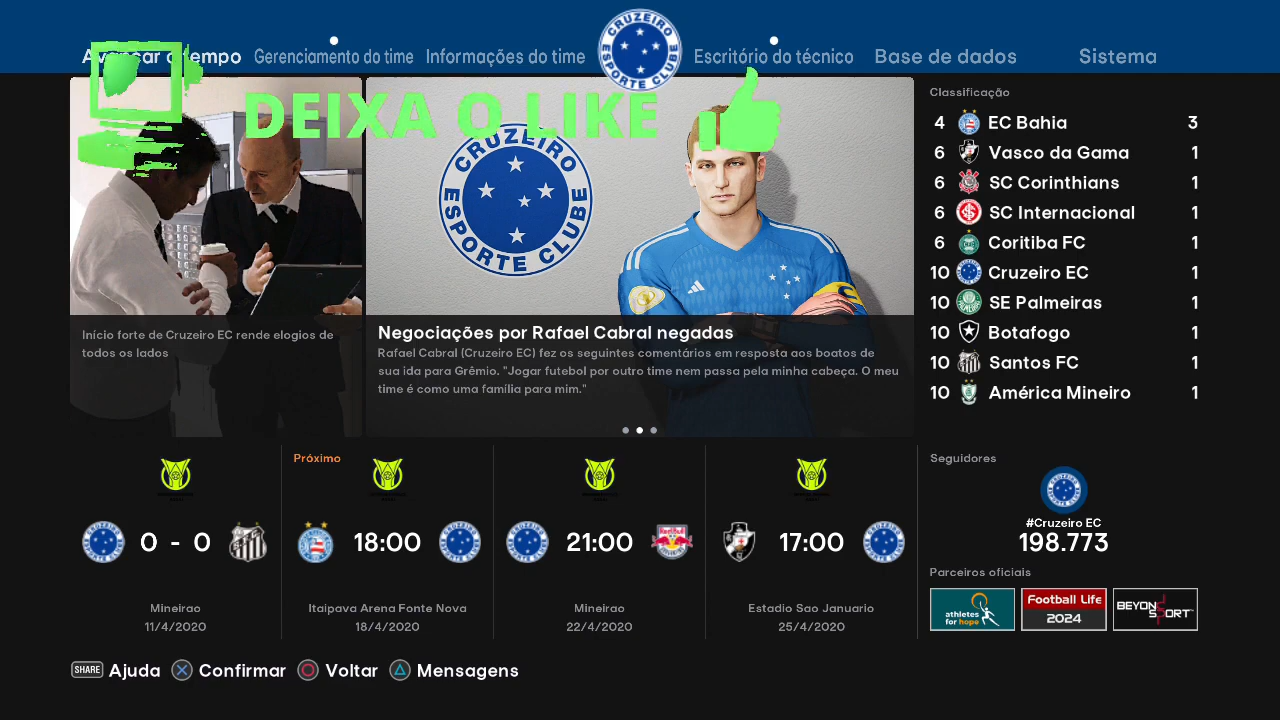 Avançar o tempo
Gerenciamento do time
Informações do time
CRUZEIRO ESPORTE CLUBE
Escritório do técnico
Base de dados
Sistema
DEIXA O LIKE
CRUZEIRO
ESPORTE CLUBE
Início forte de Cruzeiro EC rende elogios de
todos os lados
Negociações por Rafael Cabral negadas
Rafael Cabral (Cruzeiro EC) fez os seguintes comentários em resposta aos boatos de
sua ida para Grêmio. "Jogar futebol por outro time nem passa pela minha cabeça. O meu
time é como uma família para mim."
Classificação
4 EC Bahia 3
6 Vasco da Gama 1
6 SC Corinthians 1
6 SC Internacional 1
6 Coritiba FC 1
10 Cruzeiro EC 1
10 SE Palmeiras 1
10 Botafogo 1
10 Santos FC 1
10 América Mineiro 1
0 - 0
Mineirao
11/4/2020
Próximo
18:00
Itaipava Arena Fonte Nova
18/4/2020
21:00
Mineirao
22/4/2020
17:00
Estadio Sao Januario
25/4/2020
Seguidores
#Cruzeiro EC
198.773
Parceiros oficiais
athletes
for hope
Football Life
2024
BEYOND
SPORT
SHARE Ajuda
Confirmar
Voltar
Mensagens